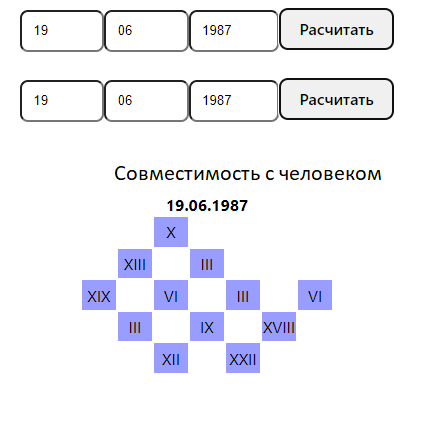 19 06 1987 Расчитать
19 06 1987 Расчитать
Совместимость с человеком
19.06.1987
X
XIII III
XIX VI III VI
III IX XVIII
XII XXII